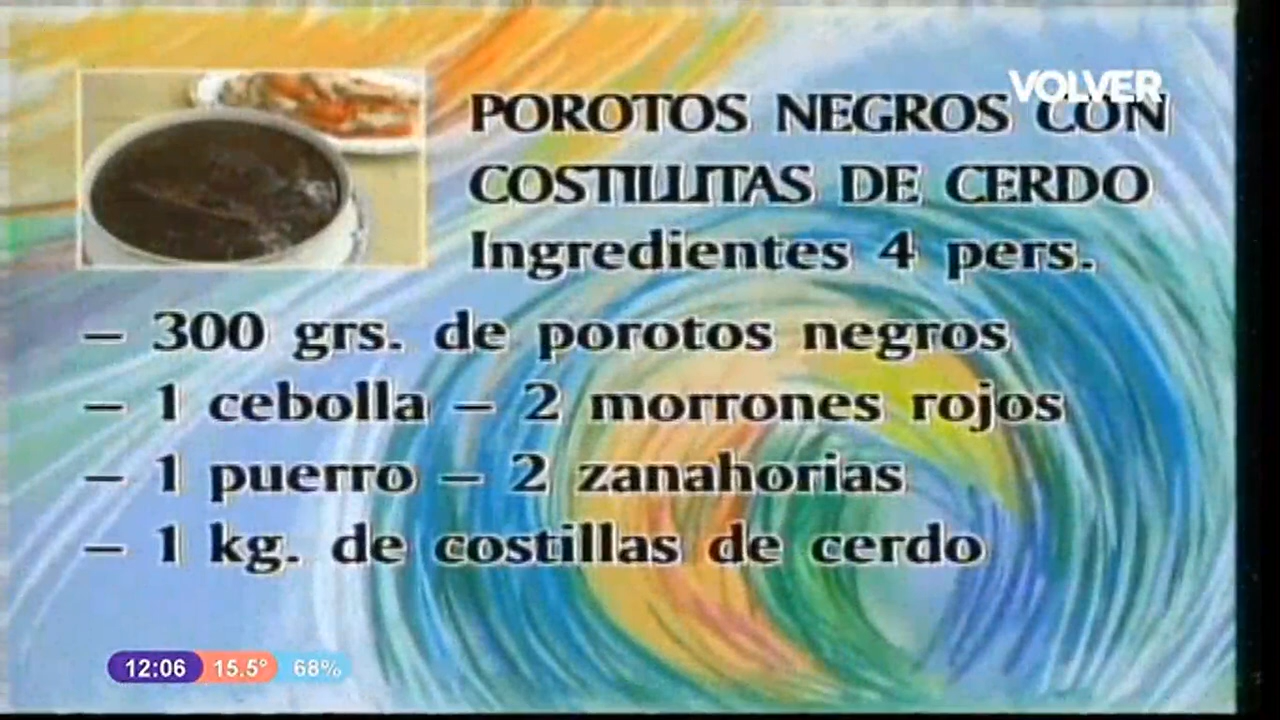 VOLVER
POROTOS NEGROS CON
COSTILLITAS DE CERDO
Ingredientes 4 pers.
– 300 grs. de porotos negros
– 1 cebolla – 2 morrones rojos
– 1 puerro – 2 zanahorias
– 1 kg. de costillas de cerdo
12:06 15.5° 68%